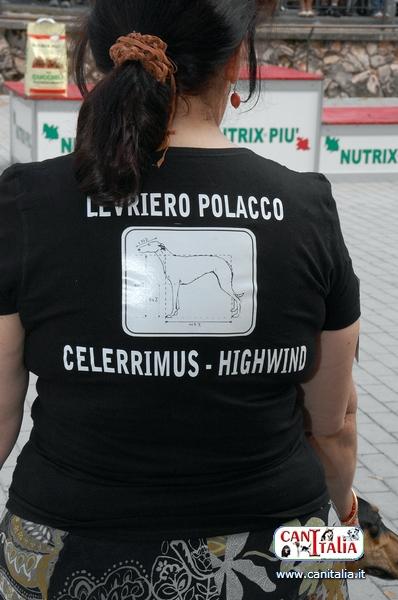 NUTRIX PIU'
NUTRIX
LEVRIERO POLACCO
CELERRIMUS - HIGHWIND
CANITALIA
www.canitalia.it